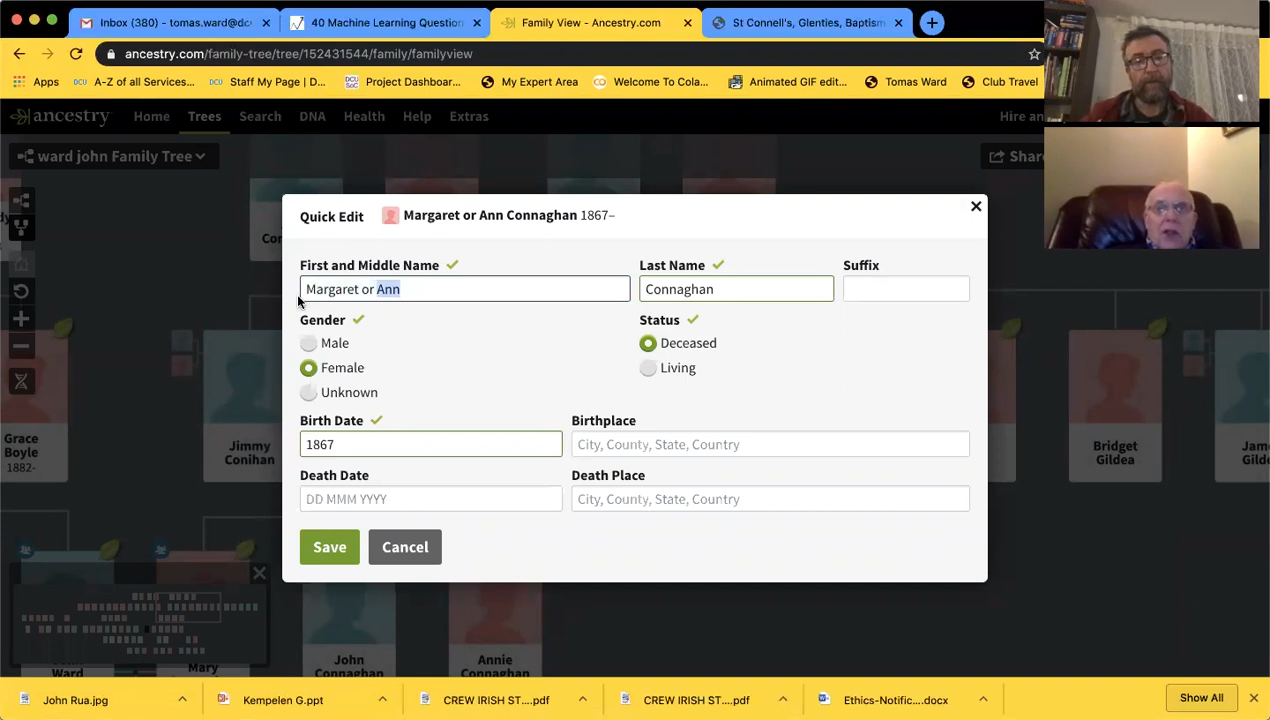 Inbox (380) - tomas.ward@dc
40 Machine Learning Question
Family View - Ancestry.com
St Connell's, Glenties, Baptism
ancestry.com/family-tree/tree/152431544/family/familyview
Apps
DCU A-Z of all Services...
DCU Staff My Page | D...
DCU SoC Project Dashboar...
My Expert Area
CO Welcome To Cola...
Animated GIF edit...
Tomas Ward
Club Travel
ancestry
Home
Trees
Search
DNA
Health
Help
Extras
Hire an
ward john Family Tree
Share
Quick Edit
Margaret or Ann Connaghan 1867–
First and Middle Name
Last Name
Suffix
Margaret or Ann
Connaghan
Gender
Status
Male
Deceased
Female
Living
Unknown
Birth Date
Birthplace
1867
City, County, State, Country
Death Date
Death Place
DD MMM YYYY
City, County, State, Country
Save
Cancel
Grace
Boyle
1882-
Jimmy
Conihan
Bridget
Gildea
Jam
Gild
Mary
John
Connaghan
Annie
Connaghan
John Rua.jpg
Kempelen G.ppt
CREW IRISH ST....pdf
CREW IRISH ST....pdf
Ethics-Notific....docx
Show All